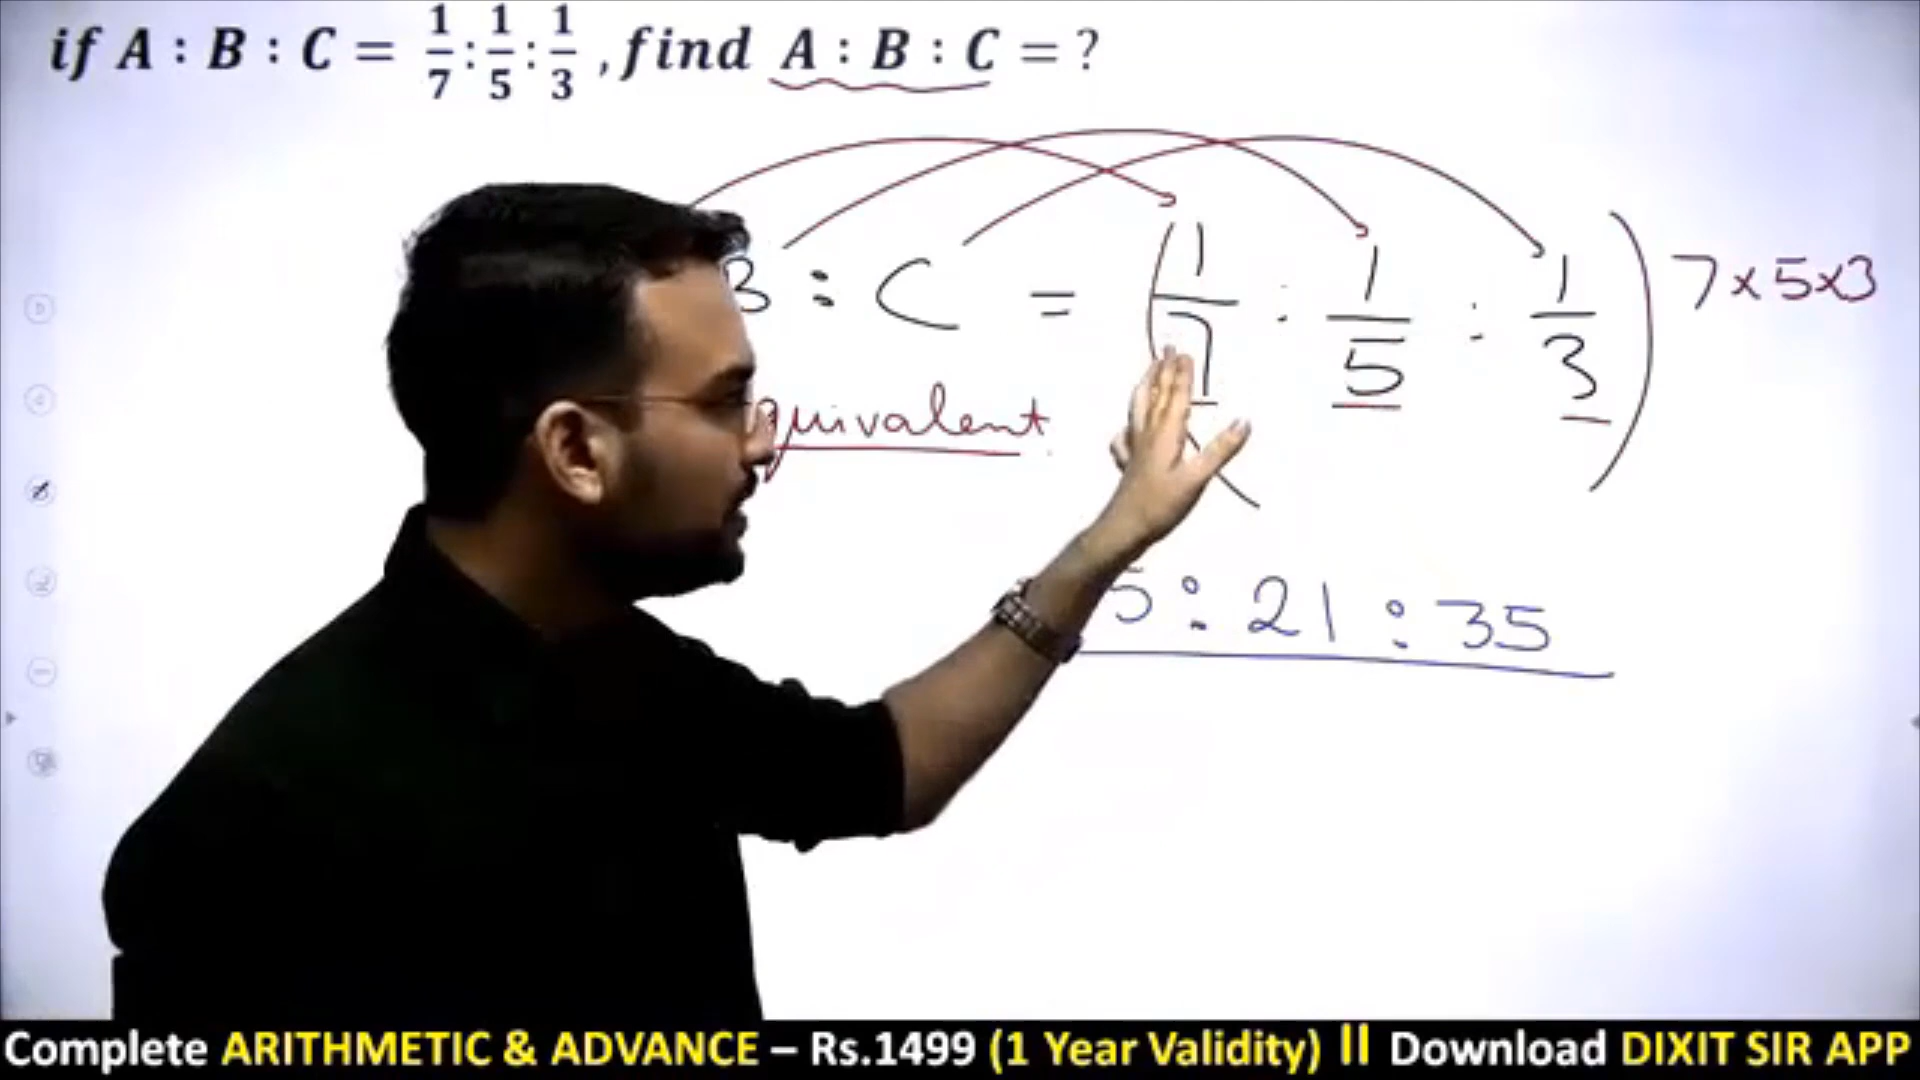 if A : B : C = 1/7 : 1/5 : 1/3 , find A : B : C = ?
B : C = ( 1/7 : 1/5 : 1/3 ) 7×5×3
quivalent
5 : 21 : 35
Complete ARITHMETIC & ADVANCE – Rs.1499 (1 Year Validity) II Download DIXIT SIR APP